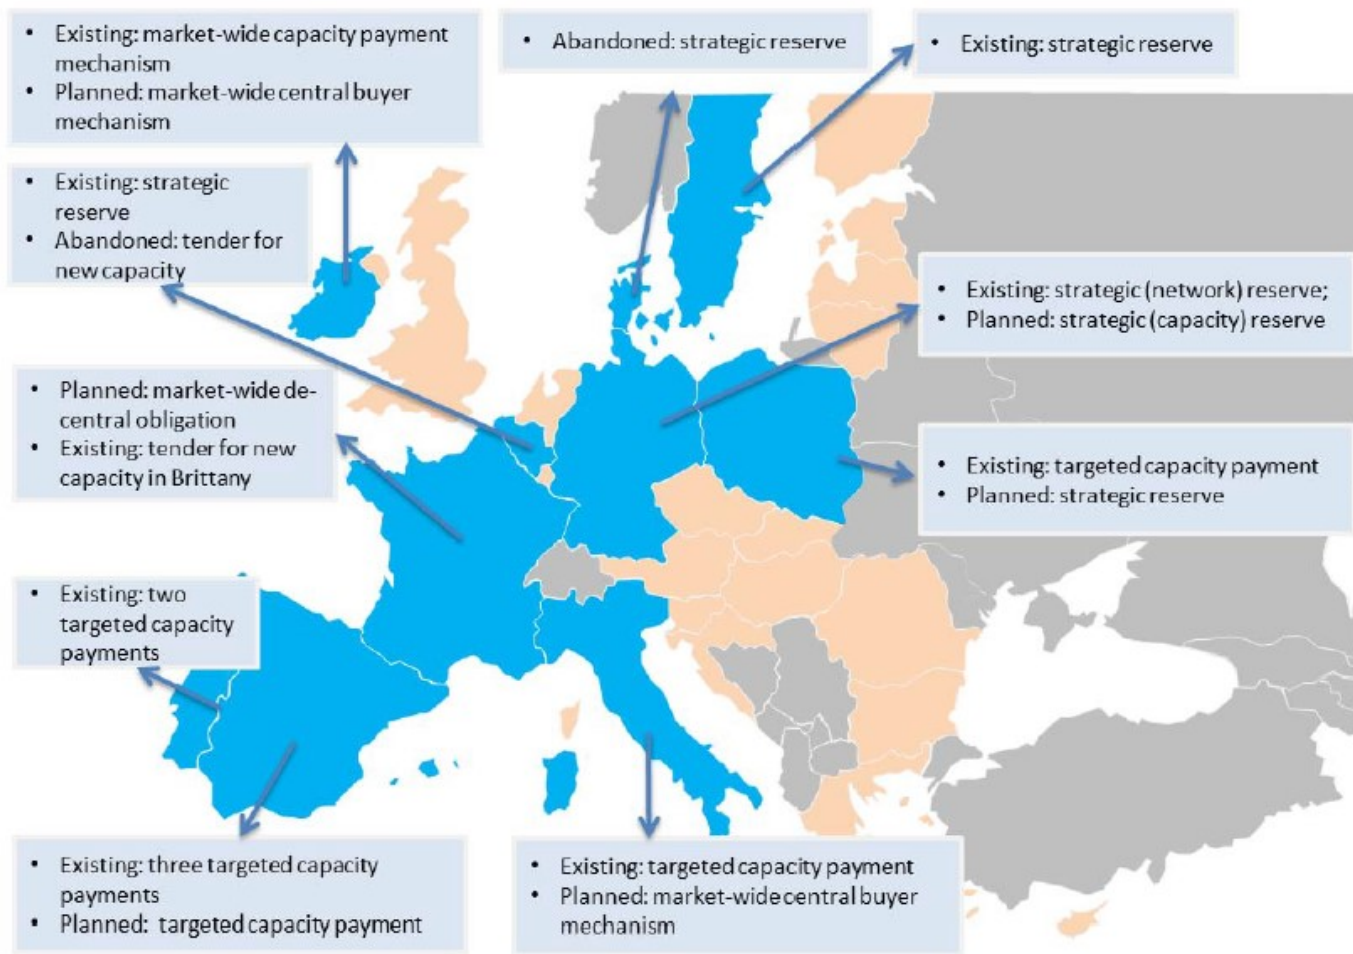 • Existing: market-wide capacity payment
mechanism
• Planned: market-wide central buyer
mechanism
• Abandoned: strategic reserve
• Existing: strategic reserve
• Existing: strategic
reserve
• Abandoned: tender for
new capacity
• Existing: strategic (network) reserve;
• Planned: strategic (capacity) reserve
• Planned: market-wide de-
central obligation
• Existing: tender for new
capacity in Brittany
• Existing: targeted capacity payment
• Planned: strategic reserve
• Existing: two
targeted capacity
payments
• Existing: three targeted capacity
payments
• Planned: targeted capacity payment
• Existing: targeted capacity payment
• Planned: market-wide central buyer
mechanism